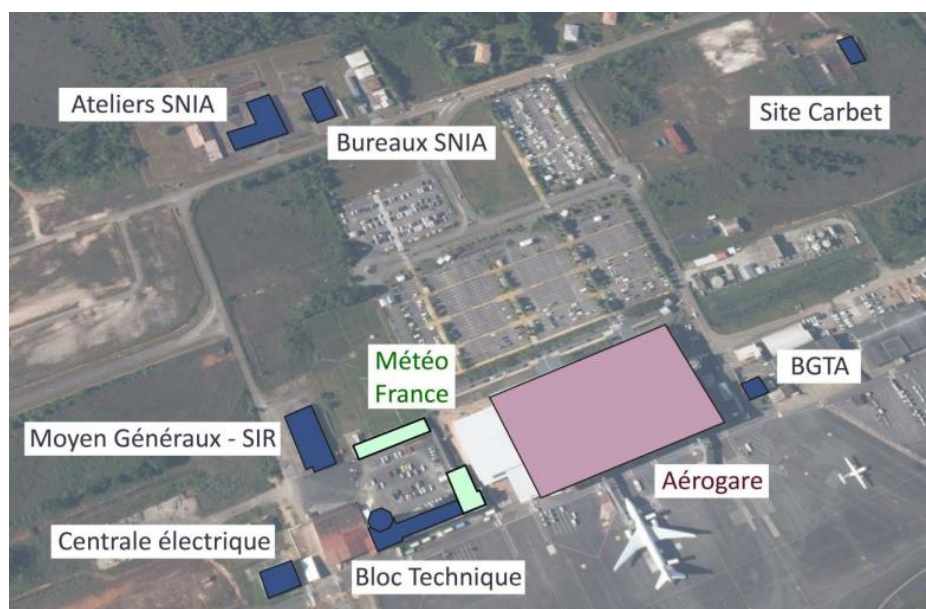 Ateliers SNIA
Site Carbet
Bureaux SNIA
Météo
France
BGTA
Moyen Généraux - SIR
Aérogare
Centrale électrique
Bloc Technique